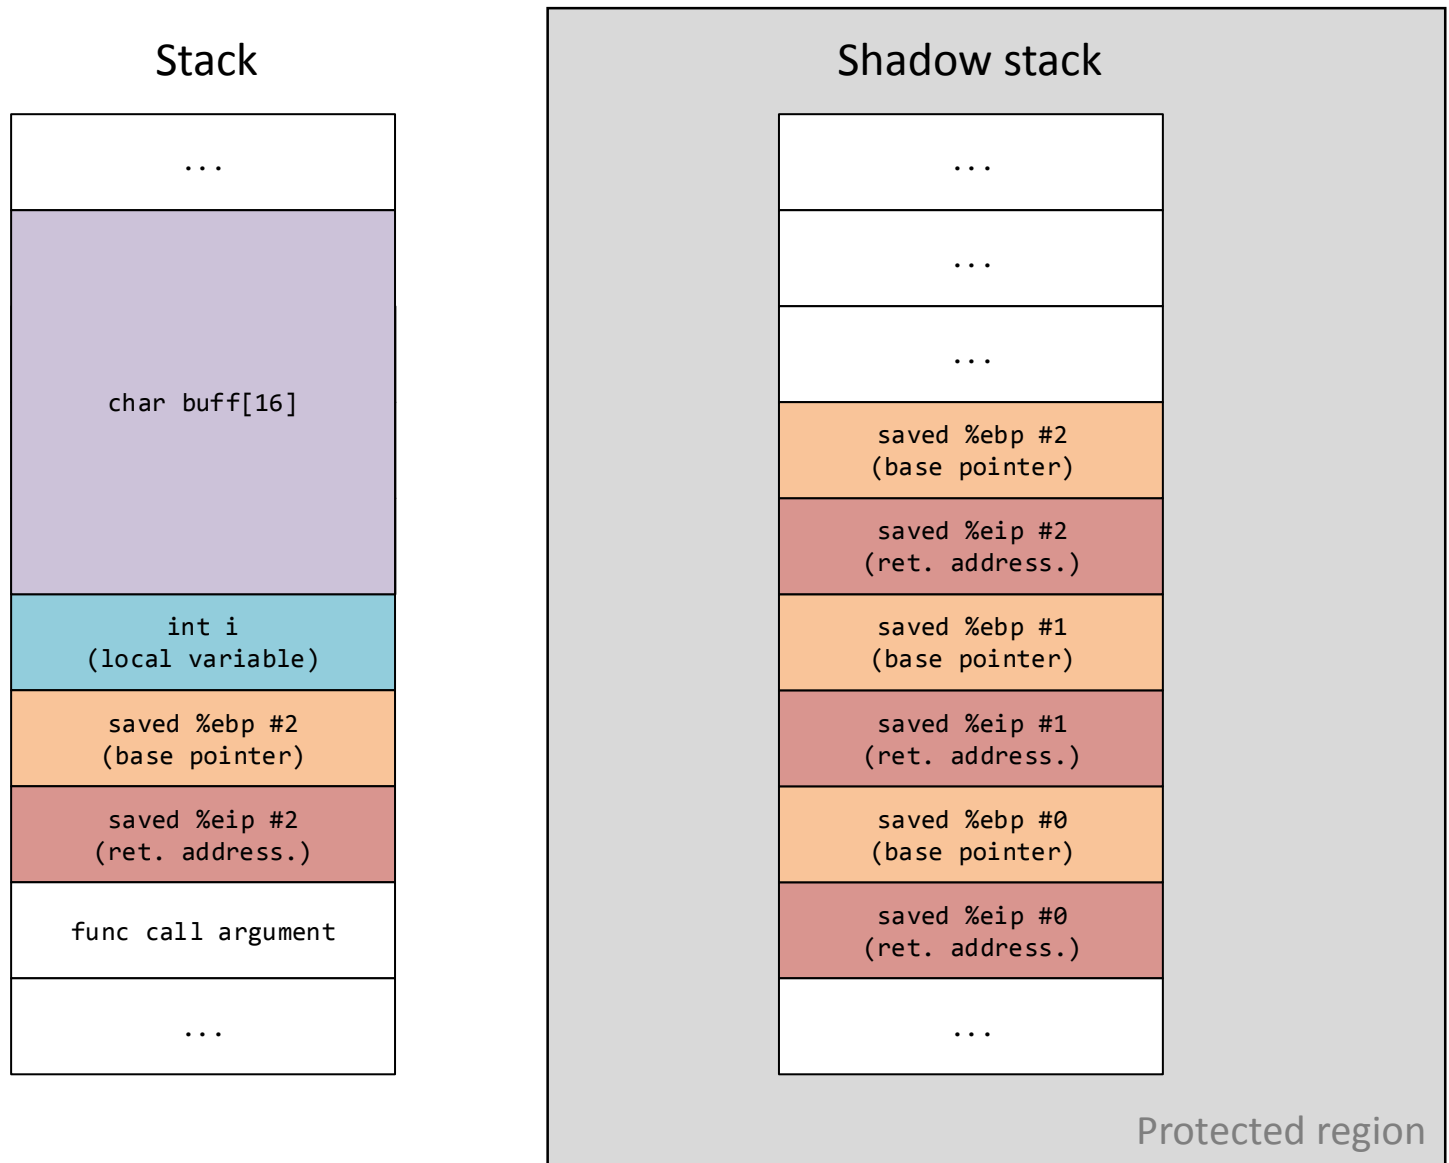 Stack
...
char buff[16]
int i
(local variable)
saved %ebp #2
(base pointer)
saved %eip #2
(ret. address.)
func call argument
...
Shadow stack
...
...
...
saved %ebp #2
(base pointer)
saved %eip #2
(ret. address.)
saved %ebp #1
(base pointer)
saved %eip #1
(ret. address.)
saved %ebp #0
(base pointer)
saved %eip #0
(ret. address.)
...
Protected region